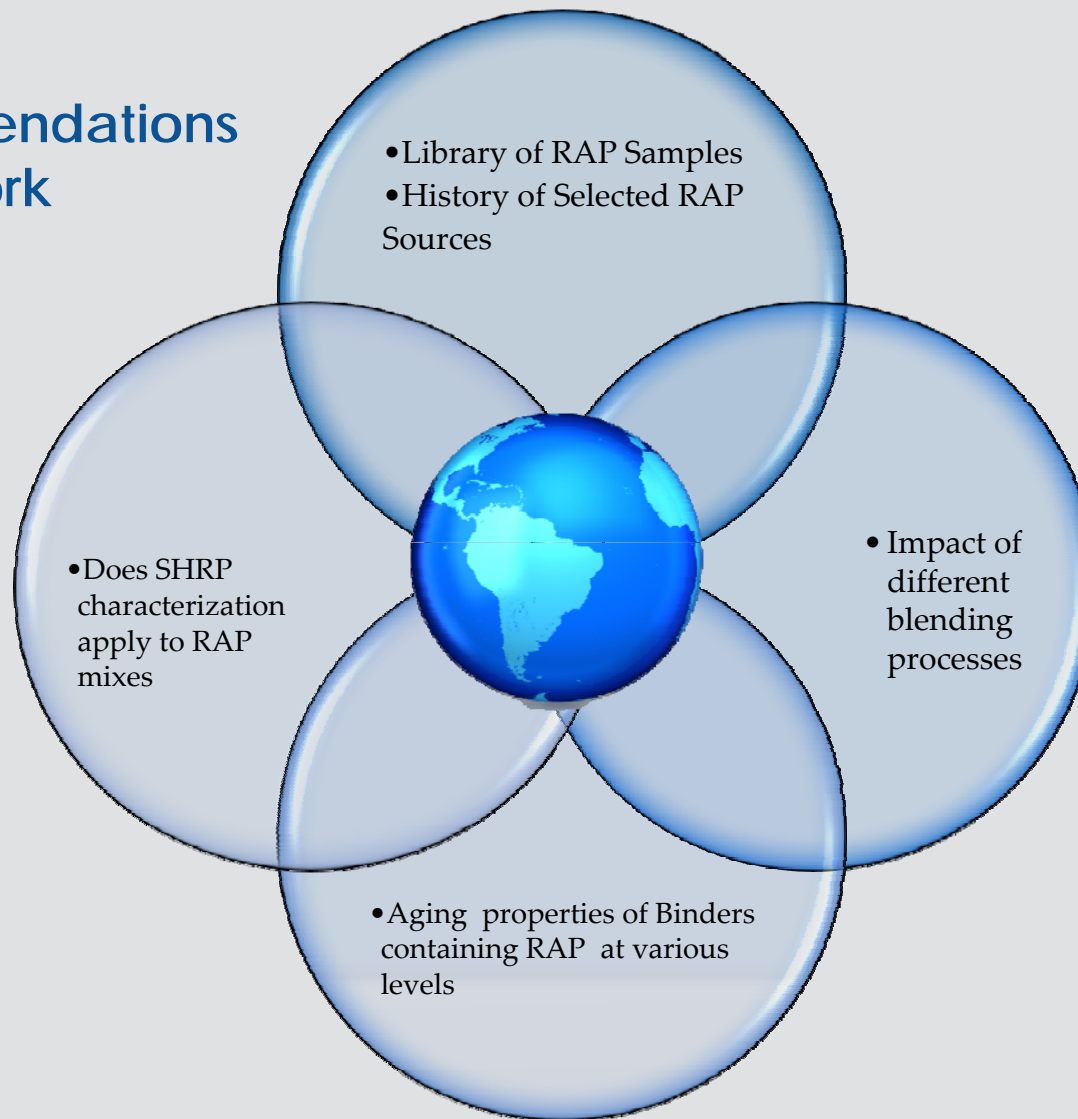 endations
rk
•Library of RAP Samples
•History of Selected RAP
Sources
•Does SHRP
characterization
apply to RAP
mixes
• Impact of
different
blending
processes
•Aging properties of Binders
containing RAP at various
levels